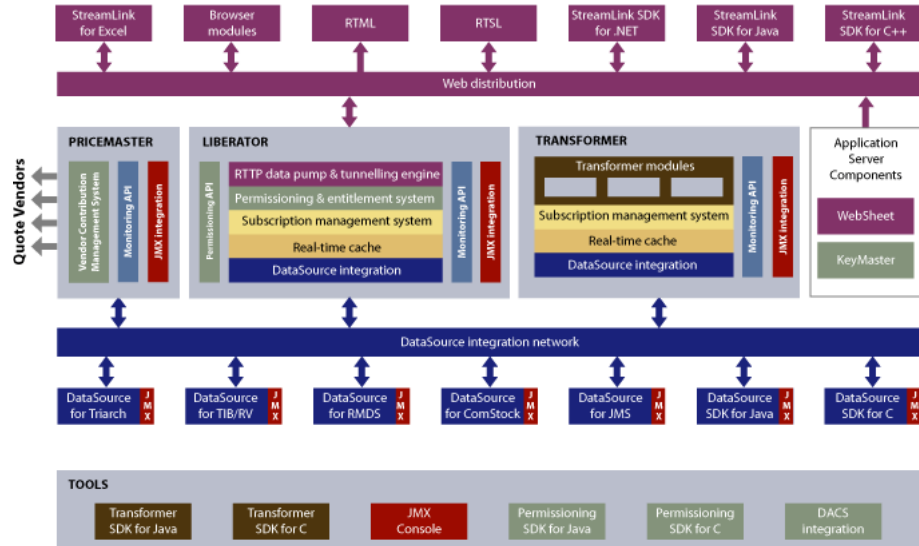 StreamLink
for Excel
Browser
modules
RTML
RTSL
StreamLink SDK
for .NET
StreamLink
SDK for Java
StreamLink
SDK for C++
Web distribution
PRICEMASTER
Quote Vendors
Vendor Contribution
Management System
Monitoring API
JMX integration
LIBERATOR
Permissioning API
RTTP data pump & tunnelling engine
Permissioning & entitlement system
Subscription management system
Real-time cache
DataSource integration
Monitoring API
JMX integration
TRANSFORMER
Transformer modules
Subscription management system
Real-time cache
DataSource integration
Monitoring API
JMX integration
Application
Server
Components
WebSheet
KeyMaster
DataSource integration network
DataSource
for Triarch
JMX
DataSource
for TIB/RV
JMX
DataSource
for RMDS
JMX
DataSource
for ComStock
JMX
DataSource
for JMS
JMX
DataSource
SDK for Java
JMX
DataSource
SDK for C
JMX
TOOLS
Transformer
SDK for Java
Transformer
SDK for C
JMX
Console
Permissioning
SDK for Java
Permissioning
SDK for C
DACS
integration